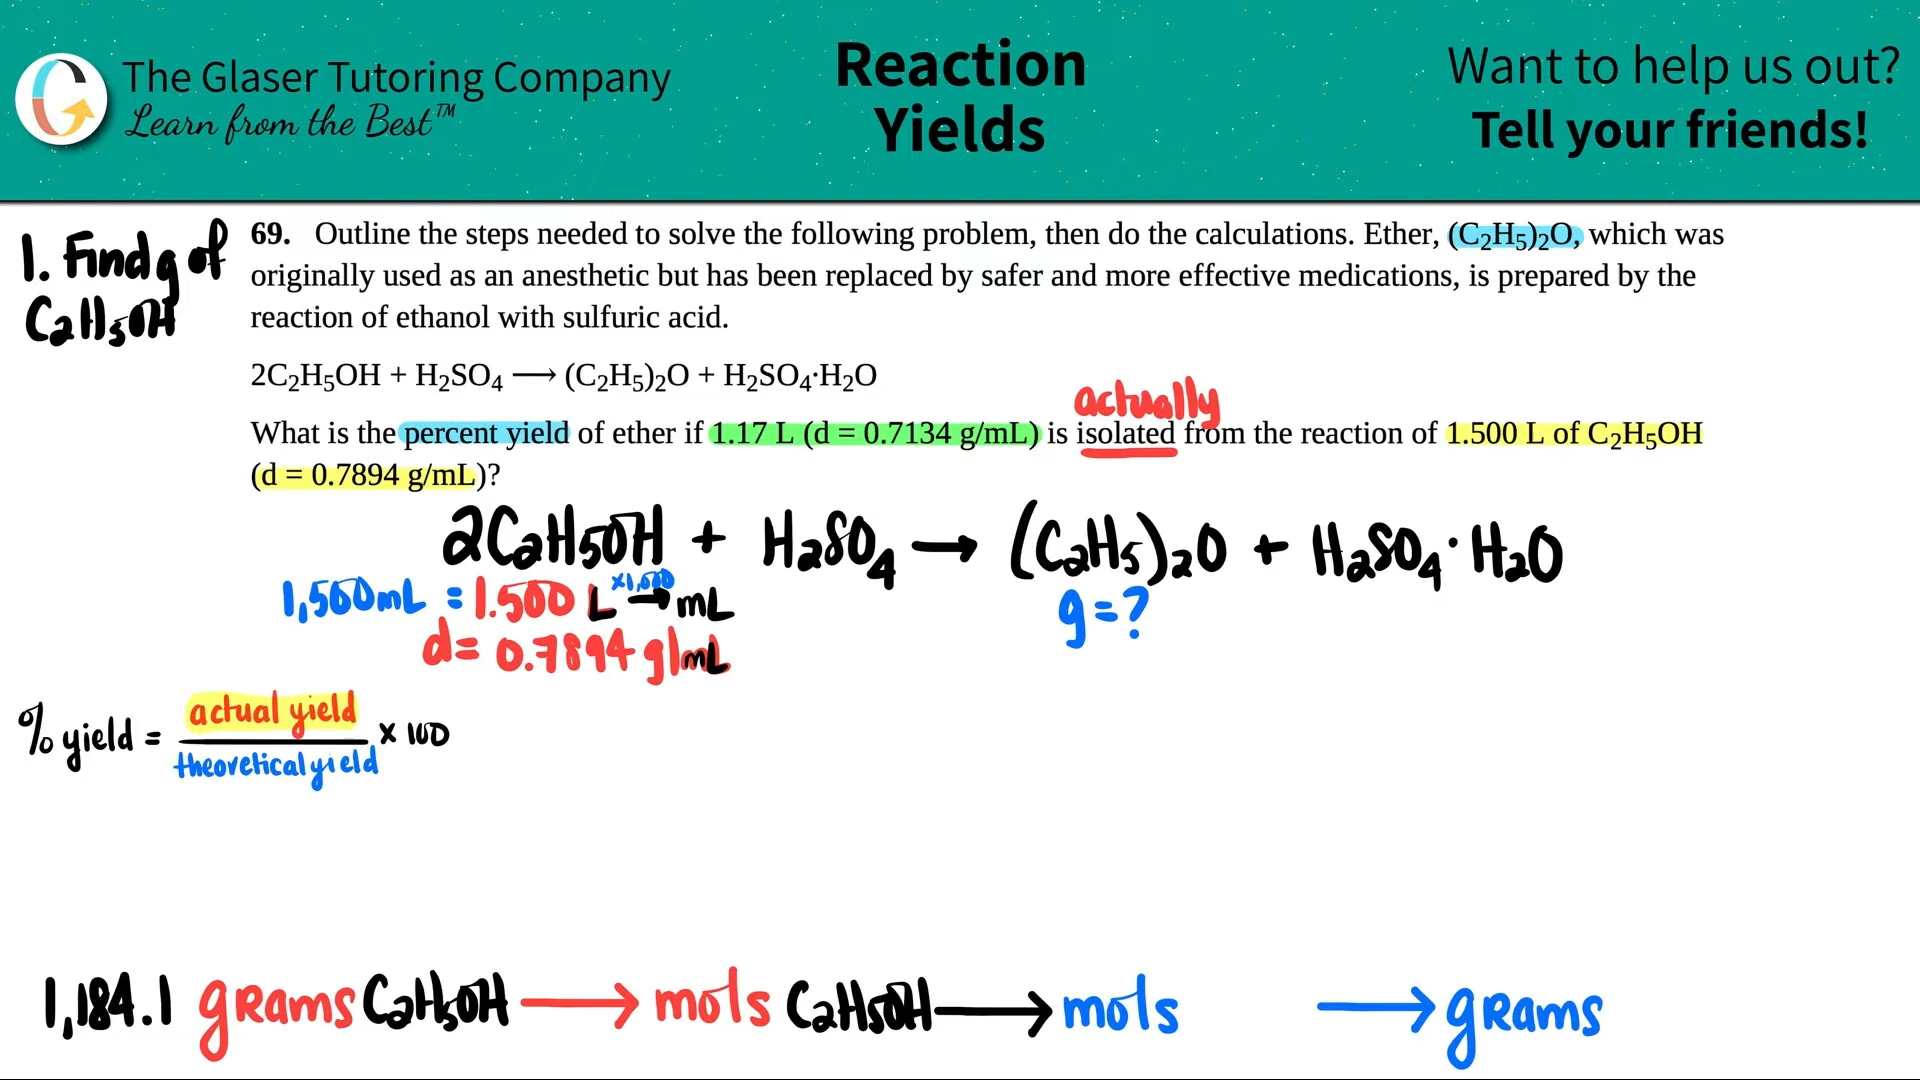 The Glaser Tutoring Company
Learn from the Best™
Reaction
Yields
Want to help us out?
Tell your friends!
1. Find g of
C₂H₅OH
69. Outline the steps needed to solve the following problem, then do the calculations. Ether, (C₂H₅)₂O, which was
originally used as an anesthetic but has been replaced by safer and more effective medications, is prepared by the
reaction of ethanol with sulfuric acid.
2C₂H₅OH + H₂SO₄ ⟶ (C₂H₅)₂O + H₂SO₄·H₂O
actually
What is the percent yield of ether if 1.17 L (d = 0.7134 g/mL) is isolated from the reaction of 1.500 L of C₂H₅OH
(d = 0.7894 g/mL)?
2C₂H₅OH + H₂SO₄ → (C₂H₅)₂O + H₂SO₄·H₂O
x1,000
1,500mL = 1.500 L → mL
g=?
d= 0.7894 g/mL
% yield = actual yield x 100
theoretical yield
1,184.1 grams C₂H₅OH → mols C₂H₅OH → mols → grams